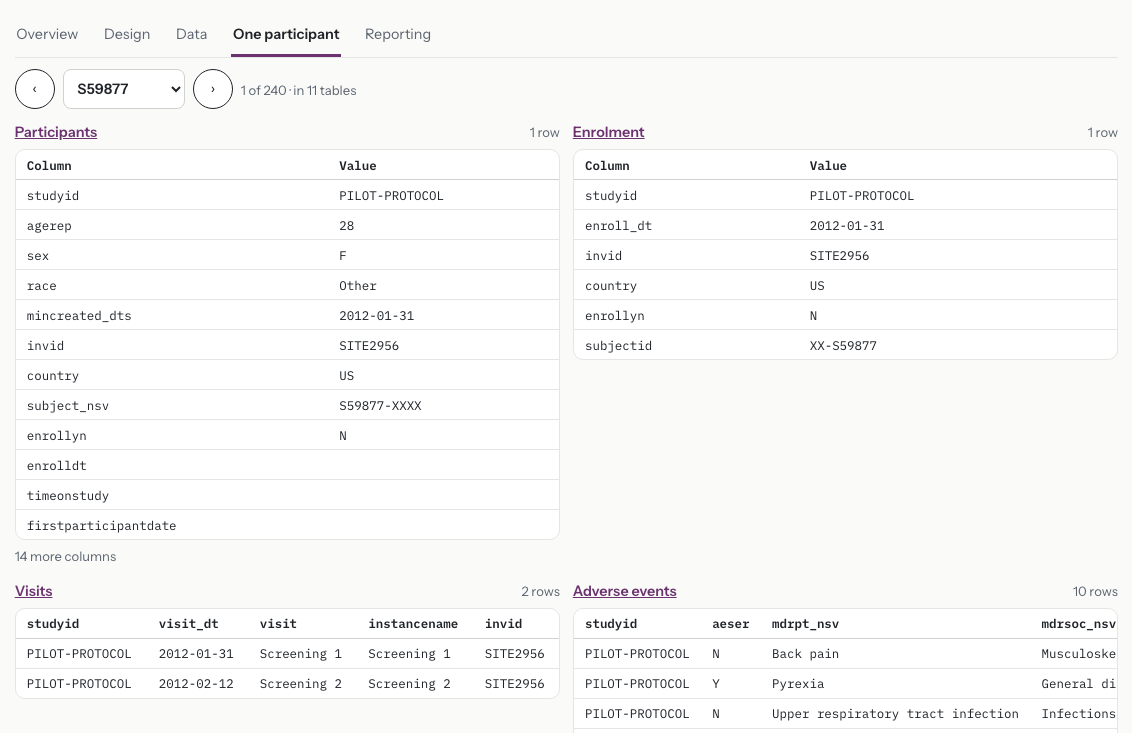 Overview Design Data One participant Reporting
‹ S59877 › 1 of 240 · in 11 tables
Participants 1 row
Column Value
studyid PILOT-PROTOCOL
agerep 28
sex F
race Other
mincreated_dts 2012-01-31
invid SITE2956
country US
subject_nsv S59877-XXXX
enrollyn N
enrolldt
timeonstudy
firstparticipantdate
14 more columns
Enrolment 1 row
Column Value
studyid PILOT-PROTOCOL
enroll_dt 2012-01-31
invid SITE2956
country US
enrollyn N
subjectid XX-S59877
Visits 2 rows
studyid visit_dt visit instancename invid
PILOT-PROTOCOL 2012-01-31 Screening 1 Screening 1 SITE2956
PILOT-PROTOCOL 2012-02-12 Screening 2 Screening 2 SITE2956
Adverse events 10 rows
studyid aeser mdrpt_nsv mdrsoc_nsv
PILOT-PROTOCOL N Back pain Musculoske
PILOT-PROTOCOL Y Pyrexia General di
PILOT-PROTOCOL N Upper respiratory tract infection Infections